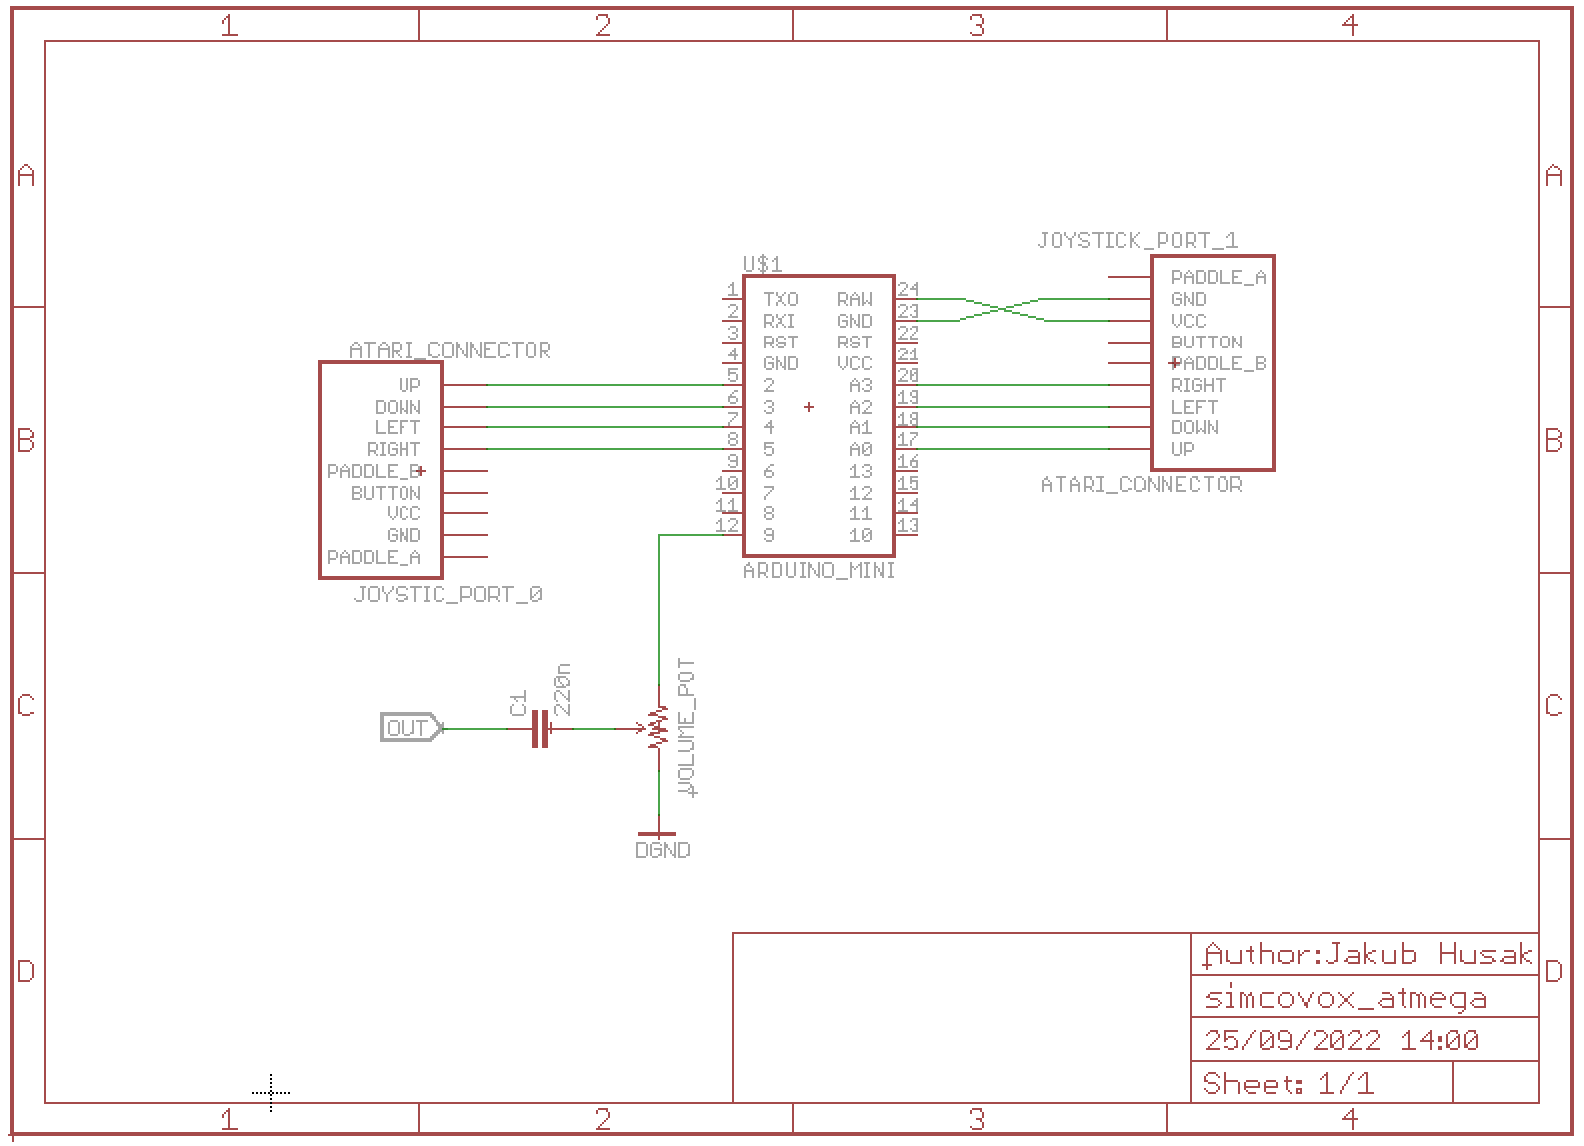 1 2 3 4
A A
JOYSTICK_PORT_1
U$1
PADDLE_A
1 TXO RAW 24 GND
2 RXI GND 23 VCC
3 RST RST 22 BUTTON
ATARI_CONNECTOR
4 GND VCC 21 PADDLE_B
UP 5 2 A3 20 RIGHT
DOWN 6 3 A2 19 LEFT
LEFT 7 4 A1 18 DOWN
B B
RIGHT 8 5 A0 17 UP
PADDLE_B 9 6 13 16
ATARI_CONNECTOR
BUTTON 10 7 12 15
VCC 11 8 11 14
GND 12 9 10 13
PADDLE_A
ARDUINO_MINI
JOYSTIC_PORT_0
C C
C1
220n
VOLUME_POT
OUT
DGND
D D
Author:Jakub Husak
simcovox_atmega
25/09/2022 14:00
Sheet: 1/1
1 2 3 4